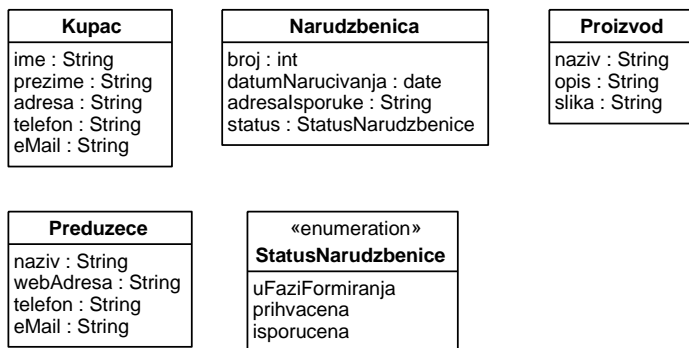 Kupac
ime : String
prezime : String
adresa : String
telefon : String
eMail : String
Narudzbenica
broj : int
datumNarucivanja : date
adresaIsporuke : String
status : StatusNarudzbenice
Proizvod
naziv : String
opis : String
slika : String
Preduzece
naziv : String
webAdresa : String
telefon : String
eMail : String
«enumeration»
StatusNarudzbenice
uFaziFormiranja
prihvacena
isporucena